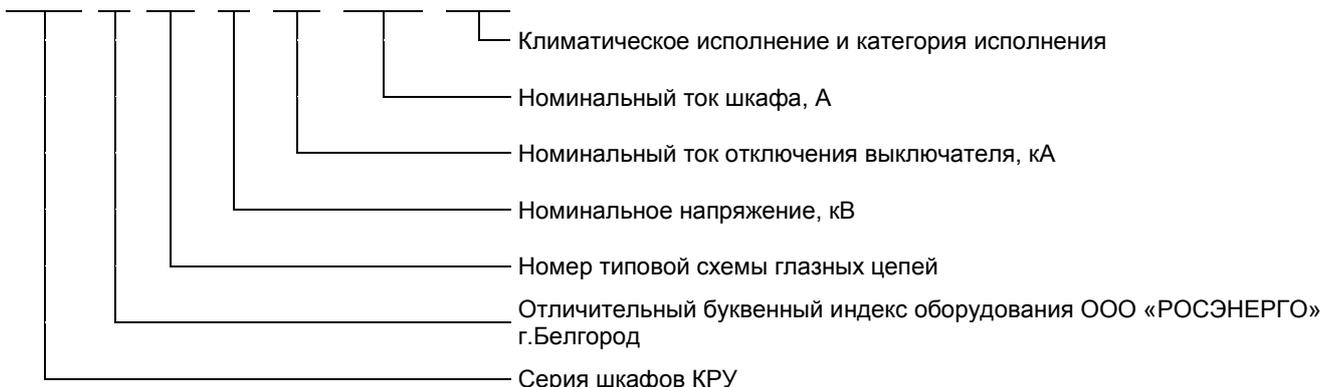 Климатическое исполнение и категория исполнения
Номинальный ток шкафа, А
Номинальный ток отключения выключателя, кА
Номинальное напряжение, кВ
Номер типовой схемы глазных цепей
Отличительный буквенный индекс оборудования ООО «РОСЭНЕРГО»
г.Белгород
Серия шкафов КРУ